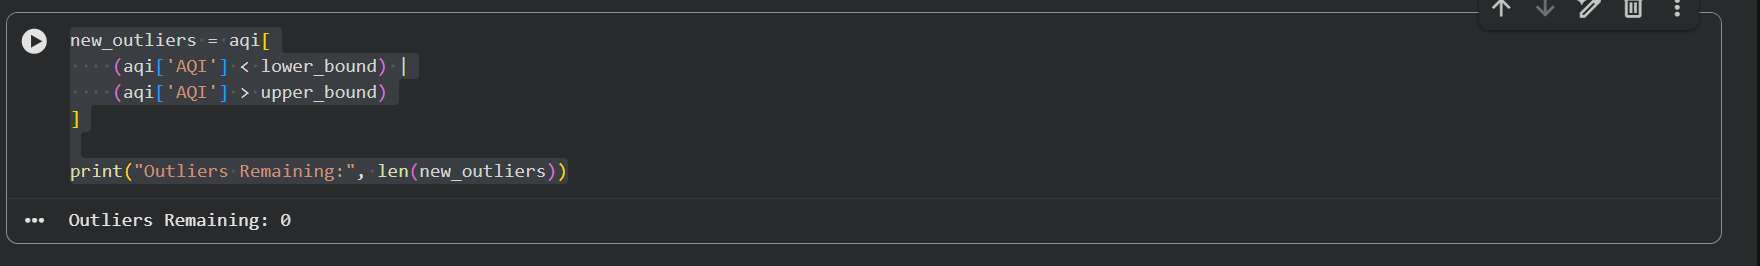 new_outliers = aqi[
    (aqi['AQI'] < lower_bound) |
    (aqi['AQI'] > upper_bound)
]

print("Outliers Remaining:", len(new_outliers))
Outliers Remaining: 0